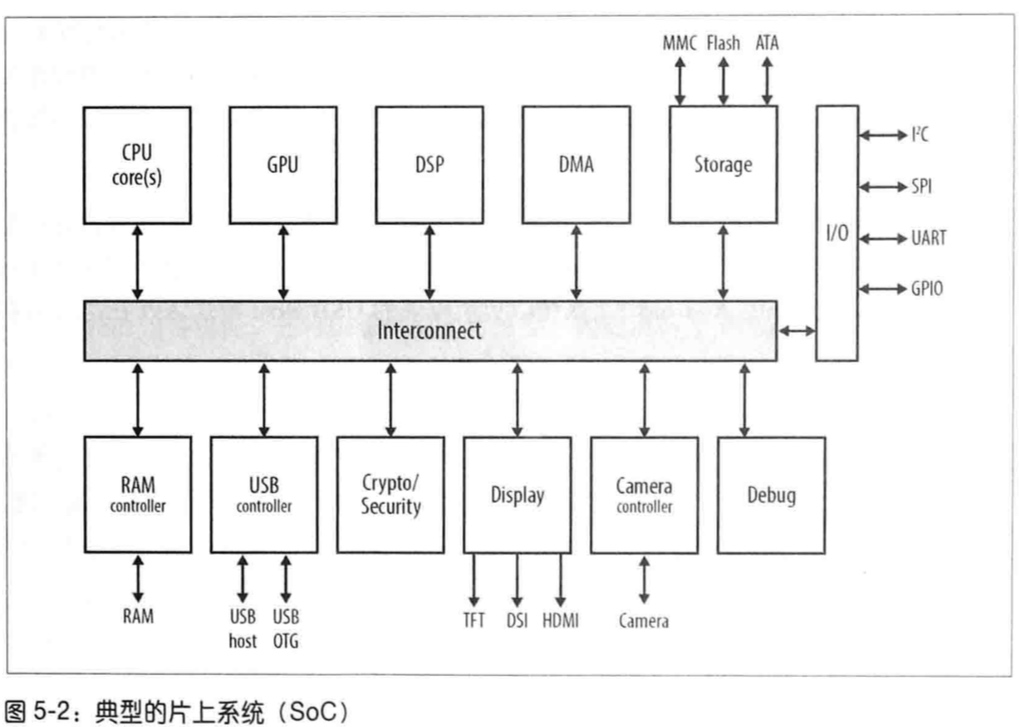 MMC Flash ATA
CPU
core(s)
GPU
DSP
DMA
Storage
I/O
I²C
SPI
UART
GPIO
Interconnect
RAM
controller
USB
controller
Crypto/
Security
Display
Camera
controller
Debug
RAM
USB
host
USB
OTG
TFT DSI HDMI
Camera
图 5-2：典型的片上系统（SoC）